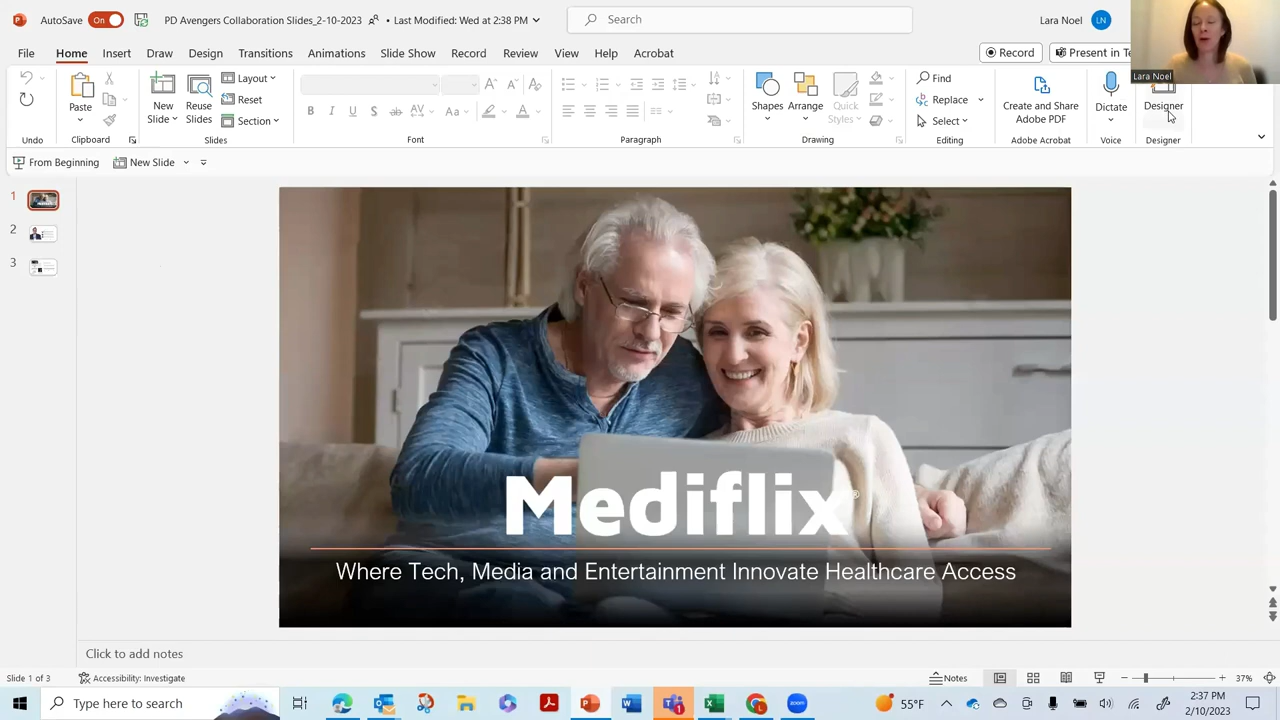 AutoSave
On
PD Avengers Collaboration Slides_2-10-2023
• Last Modified: Wed at 2:38 PM
Search
Lara Noel
LN
File
Home
Insert
Draw
Design
Transitions
Animations
Slide Show
Record
Review
View
Help
Acrobat
Record
Present in Te
Lara Noel
Paste
New
Slide
Reuse
Slides
Layout
Reset
Section
B
I
U
S
ab
AV
Aa
A
Shapes
Arrange
Quick
Styles
Find
Replace
Select
Create and Share
Adobe PDF
Dictate
Designer
Undo
Clipboard
Slides
Font
Paragraph
Drawing
Editing
Adobe Acrobat
Voice
Designer
From Beginning
New Slide
1
2
3
Mediflix®
Where Tech, Media and Entertainment Innovate Healthcare Access
Click to add notes
Slide 1 of 3
Accessibility: Investigate
Notes
37%
Type here to search
55°F
2:37 PM
2/10/2023